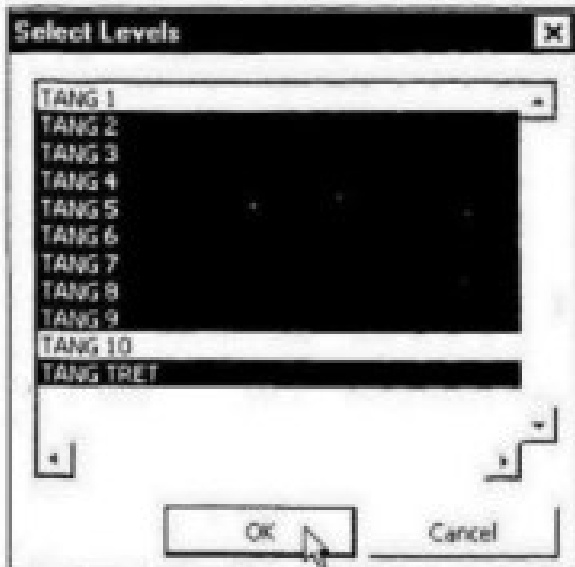 Select Levels
TANG 1
TANG 2
TANG 3
TANG 4
TANG 5
TANG 6
TANG 7
TANG 8
TANG 9
TANG 10
TANG TRET
OK
Cancel